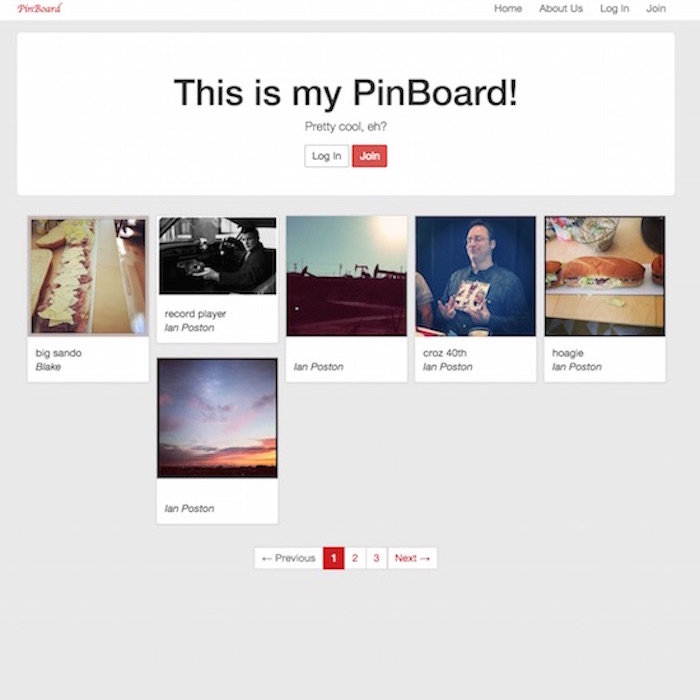 PinBoard
Home About Us Log In Join
This is my PinBoard!
Pretty cool, eh?
Log In Join
big sando
Blake
record player
Ian Poston
Ian Poston
croz 40th
Ian Poston
hoagie
Ian Poston
Ian Poston
← Previous 1 2 3 Next →